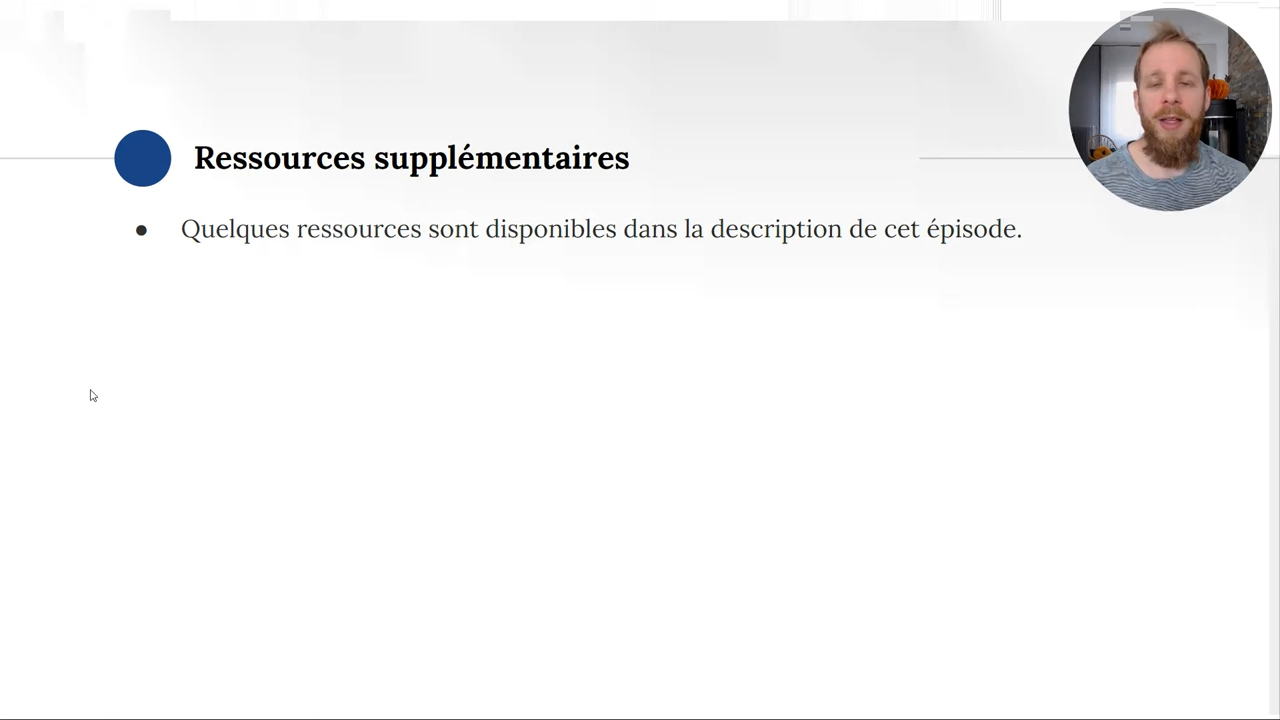 Ressources supplémentaires
● Quelques ressources sont disponibles dans la description de cet épisode.